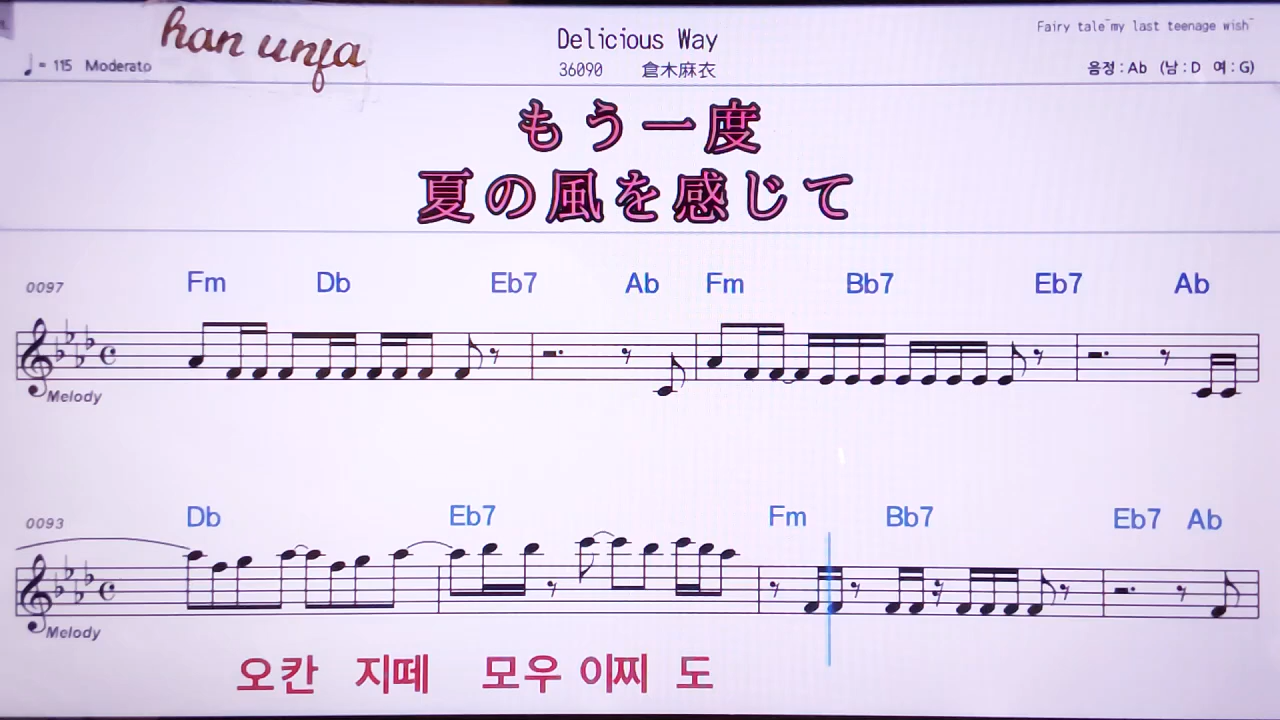 han unfa
Delicious Way
Fairy tale~my last teenage wish~
♩= 115 Moderato
36090 倉木麻衣
음정 : Ab (남 : D 여 : G)
もう一度
夏の風を感じて
0097 Fm Db Eb7 Ab Fm Bb7 Eb7 Ab
Melody
0093 Db Eb7 Fm Bb7 Eb7 Ab
Melody
오칸 지떼 모우 이찌 도